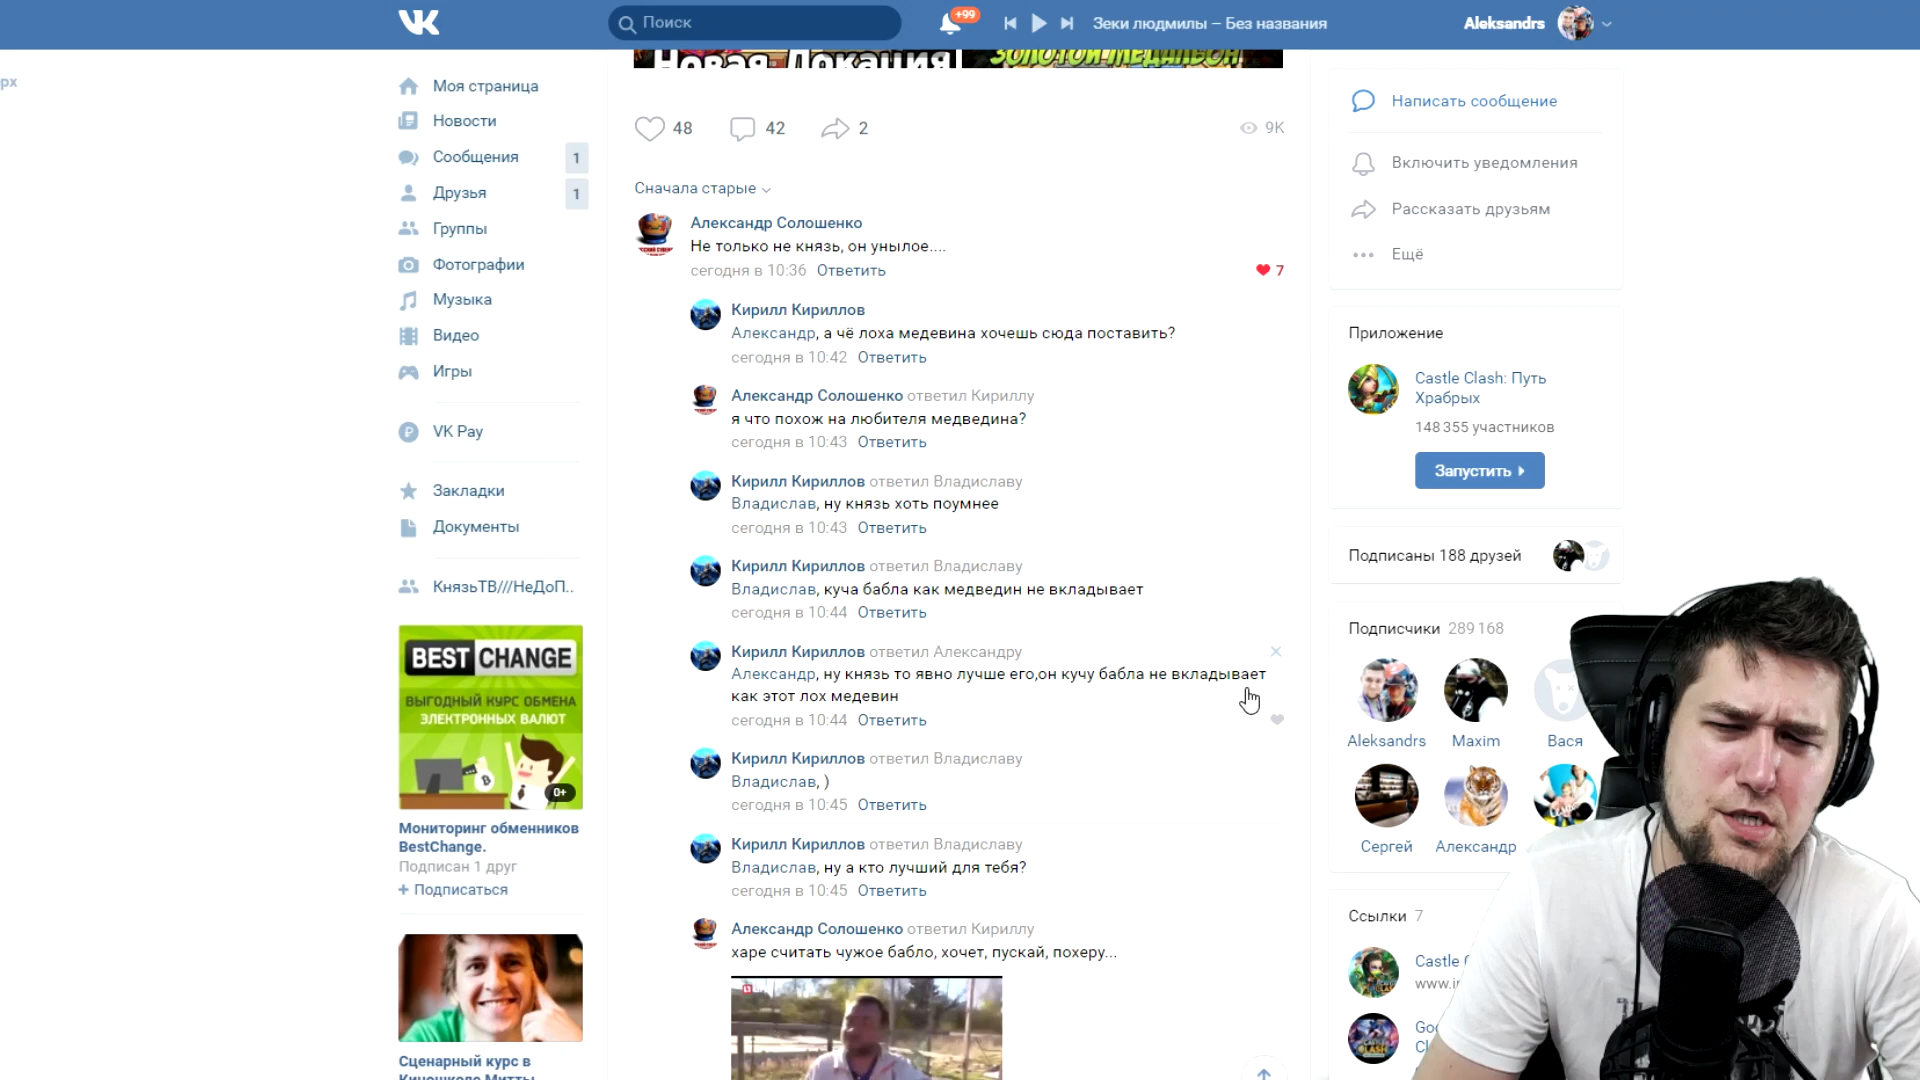 Поиск
+99
Зеки людмилы – Без названия
Aleksandrs
рх
Моя страница
Новости
Сообщения 1
Друзья 1
Группы
Фотографии
Музыка
Видео
Игры
VK Pay
Закладки
Документы
КнязьТВ///НеДоП..
BEST CHANGE
ВЫГОДНЫЙ КУРС ОБМЕНА
ЭЛЕКТРОННЫХ ВАЛЮТ
0+
Мониторинг обменников
BestChange.
Подписан 1 друг
+ Подписаться
Сценарный курс в
Киношколе Митты
Новая Локация
ЗОЛОТОЙ МЕДАЛЬОН
48 42 2 9K
Сначала старые
Александр Солошенко
Не только не князь, он унылое....
сегодня в 10:36 Ответить
7
Кирилл Кириллов
Александр, а чё лоха медевина хочешь сюда поставить?
сегодня в 10:42 Ответить
Александр Солошенко ответил Кириллу
я что похож на любителя медведина?
сегодня в 10:43 Ответить
Кирилл Кириллов ответил Владиславу
Владислав, ну князь хоть поумнее
сегодня в 10:43 Ответить
Кирилл Кириллов ответил Владиславу
Владислав, куча бабла как медведин не вкладывает
сегодня в 10:44 Ответить
Кирилл Кириллов ответил Александру
Александр, ну князь то явно лучше его,он кучу бабла не вкладывает
как этот лох медевин
сегодня в 10:44 Ответить
Кирилл Кириллов ответил Владиславу
Владислав, )
сегодня в 10:45 Ответить
Кирилл Кириллов ответил Владиславу
Владислав, ну а кто лучший для тебя?
сегодня в 10:45 Ответить
Александр Солошенко ответил Кириллу
харе считать чужое бабло, хочет, пускай, похеру...
Написать сообщение
Включить уведомления
Рассказать друзьям
Ещё
Приложение
Castle Clash: Путь
Храбрых
148 355 участников
Запустить
Подписаны 188 друзей
Подписчики 289 168
Aleksandrs Maxim Вася
Сергей Александр
Ссылки 7
Castle
www.i
Go
Cl